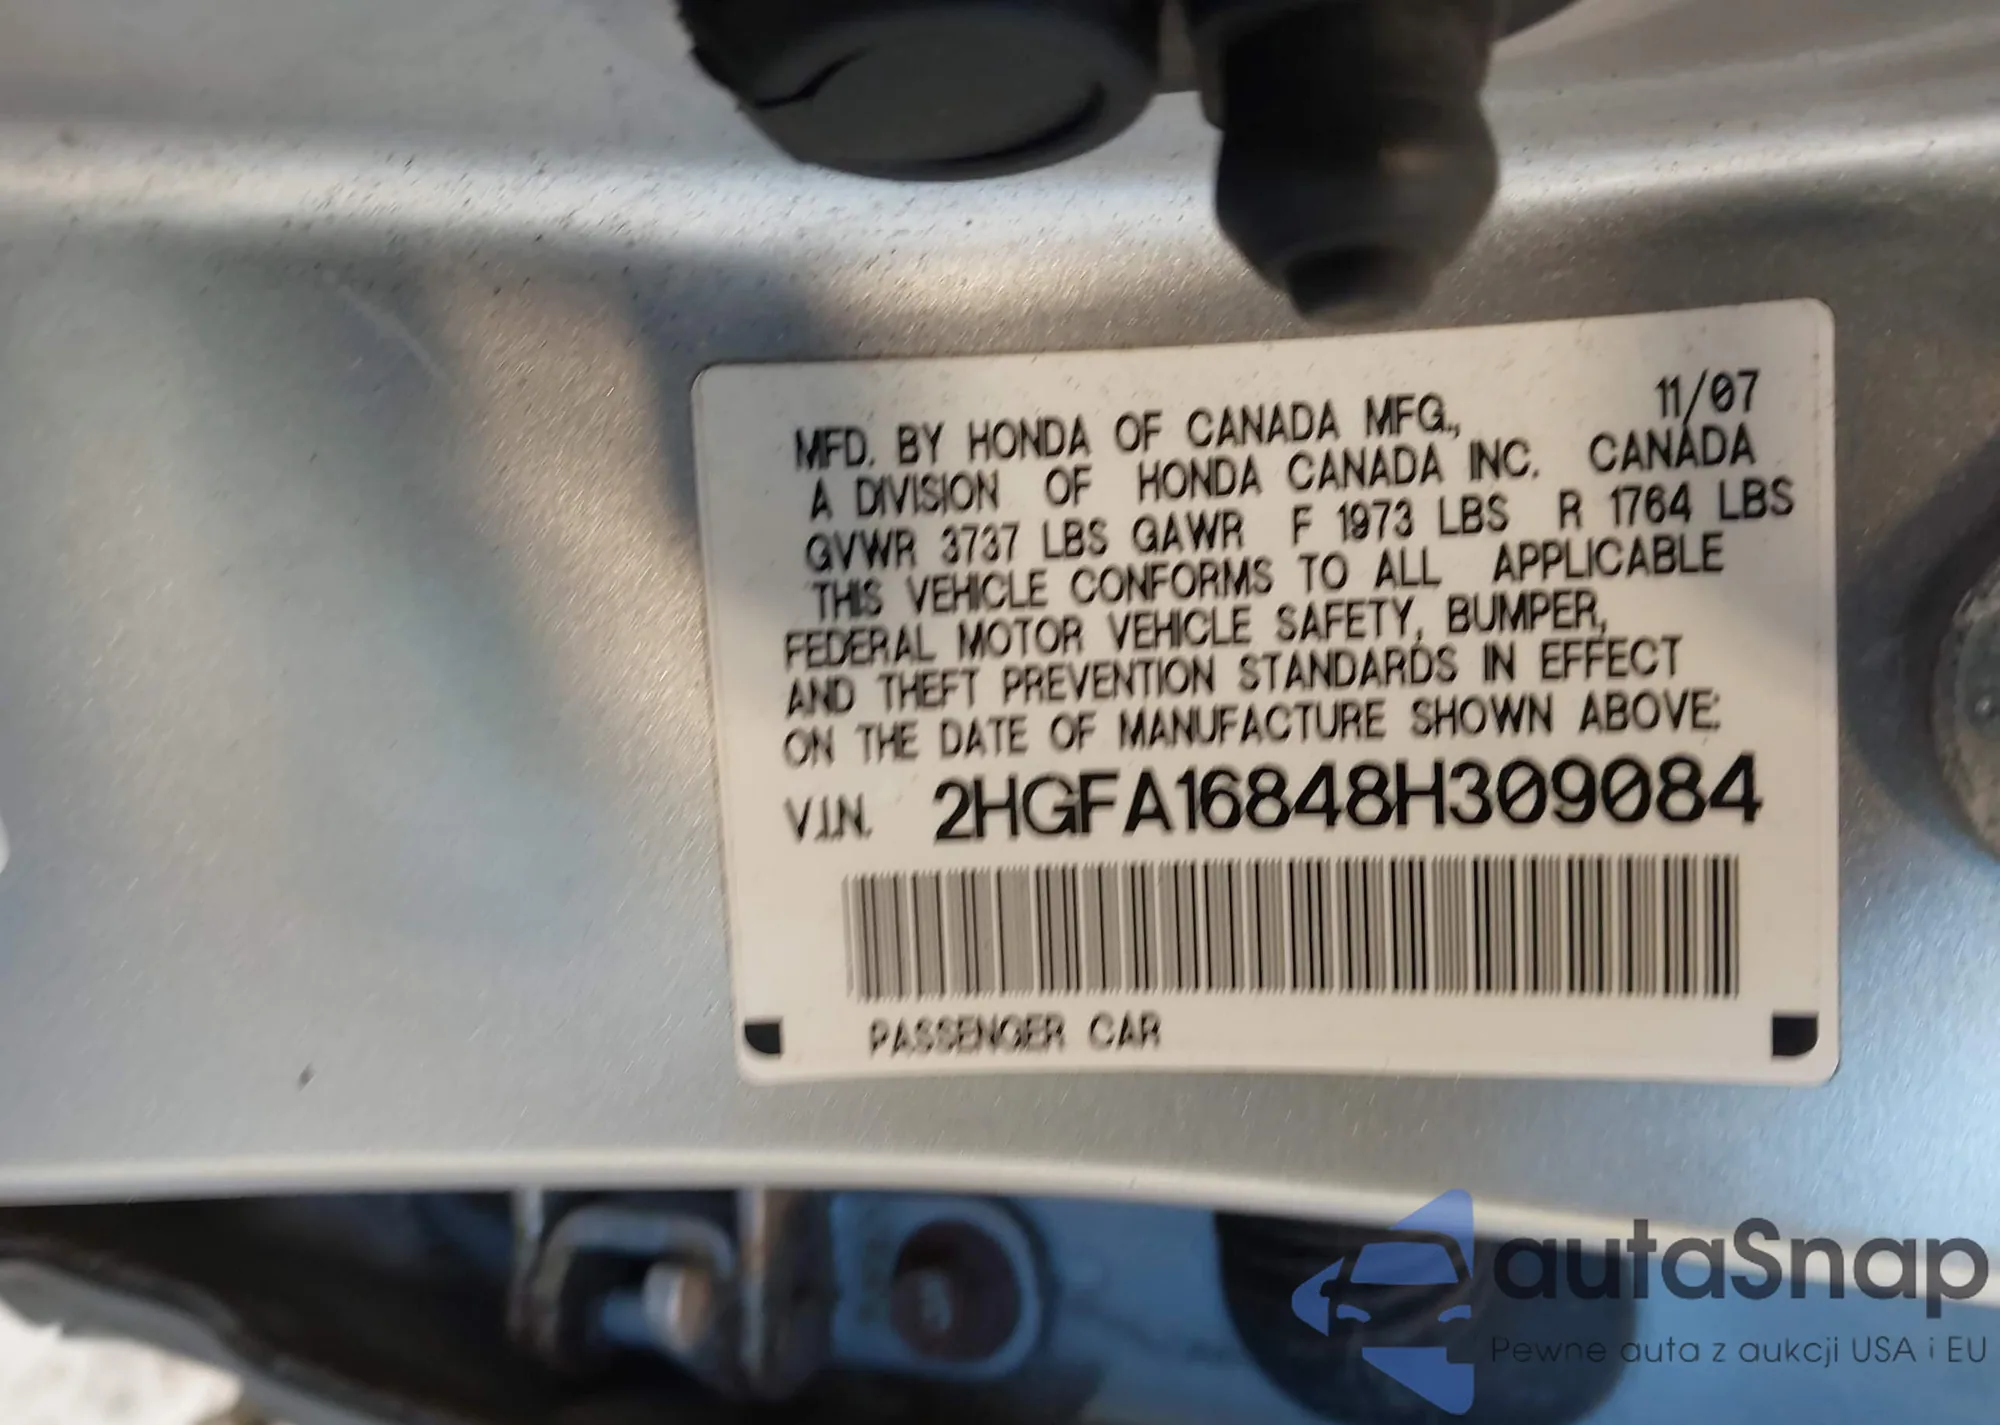 11/07
MFD. BY HONDA OF CANADA MFG.,
A DIVISION OF HONDA CANADA INC. CANADA
GVWR 3737 LBS GAWR F 1973 LBS R 1764 LBS
THIS VEHICLE CONFORMS TO ALL APPLICABLE
FEDERAL MOTOR VEHICLE SAFETY, BUMPER,
AND THEFT PREVENTION STANDARDS IN EFFECT
ON THE DATE OF MANUFACTURE SHOWN ABOVE:
V.I.N. 2HGFA16848H309084
PASSENGER CAR
autaSnap
Pewne auta z aukcji USA i EU